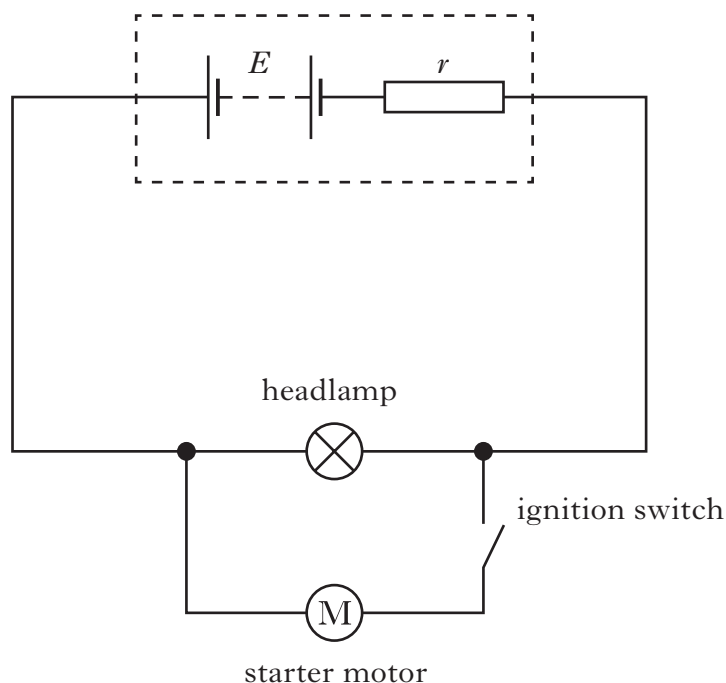 E r
headlamp
ignition switch
M
starter motor